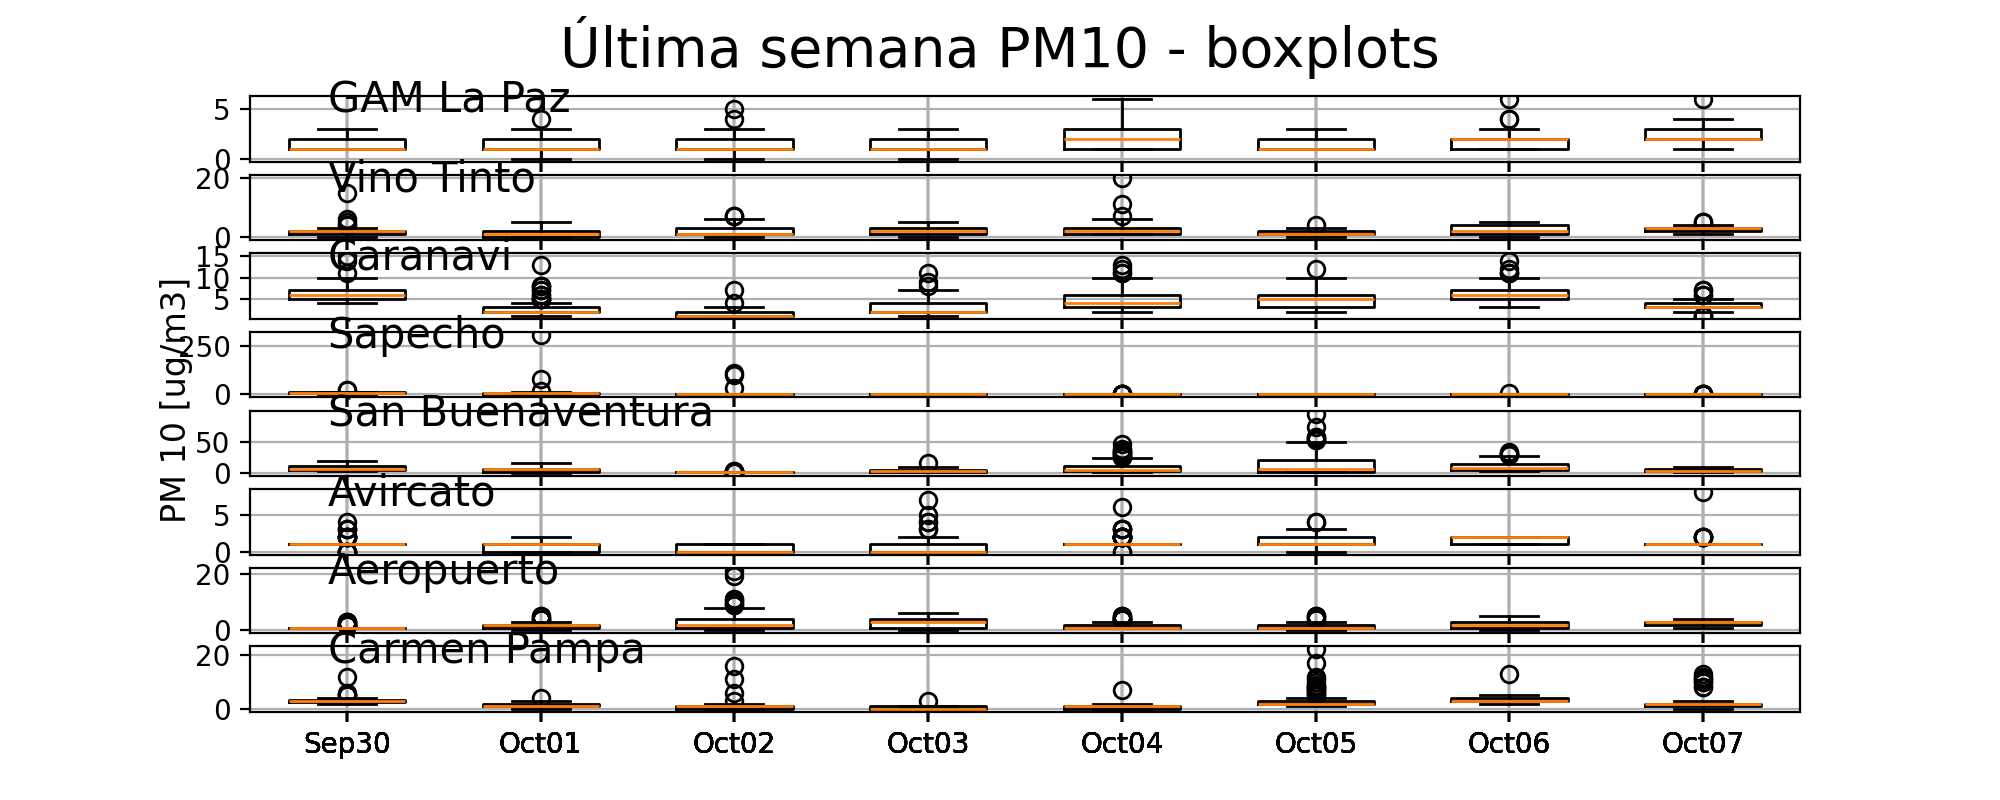 Última semana PM10 - boxplots
PM 10 [ug/m3]
GAM La Paz
5
0
Vino Tinto
20
0
Caranavi
15
10
5
Sapecho
250
0
San Buenaventura
50
0
Avircato
5
0
Aeropuerto
20
0
Carmen Pampa
20
0
Sep30 Oct01 Oct02 Oct03 Oct04 Oct05 Oct06 Oct07